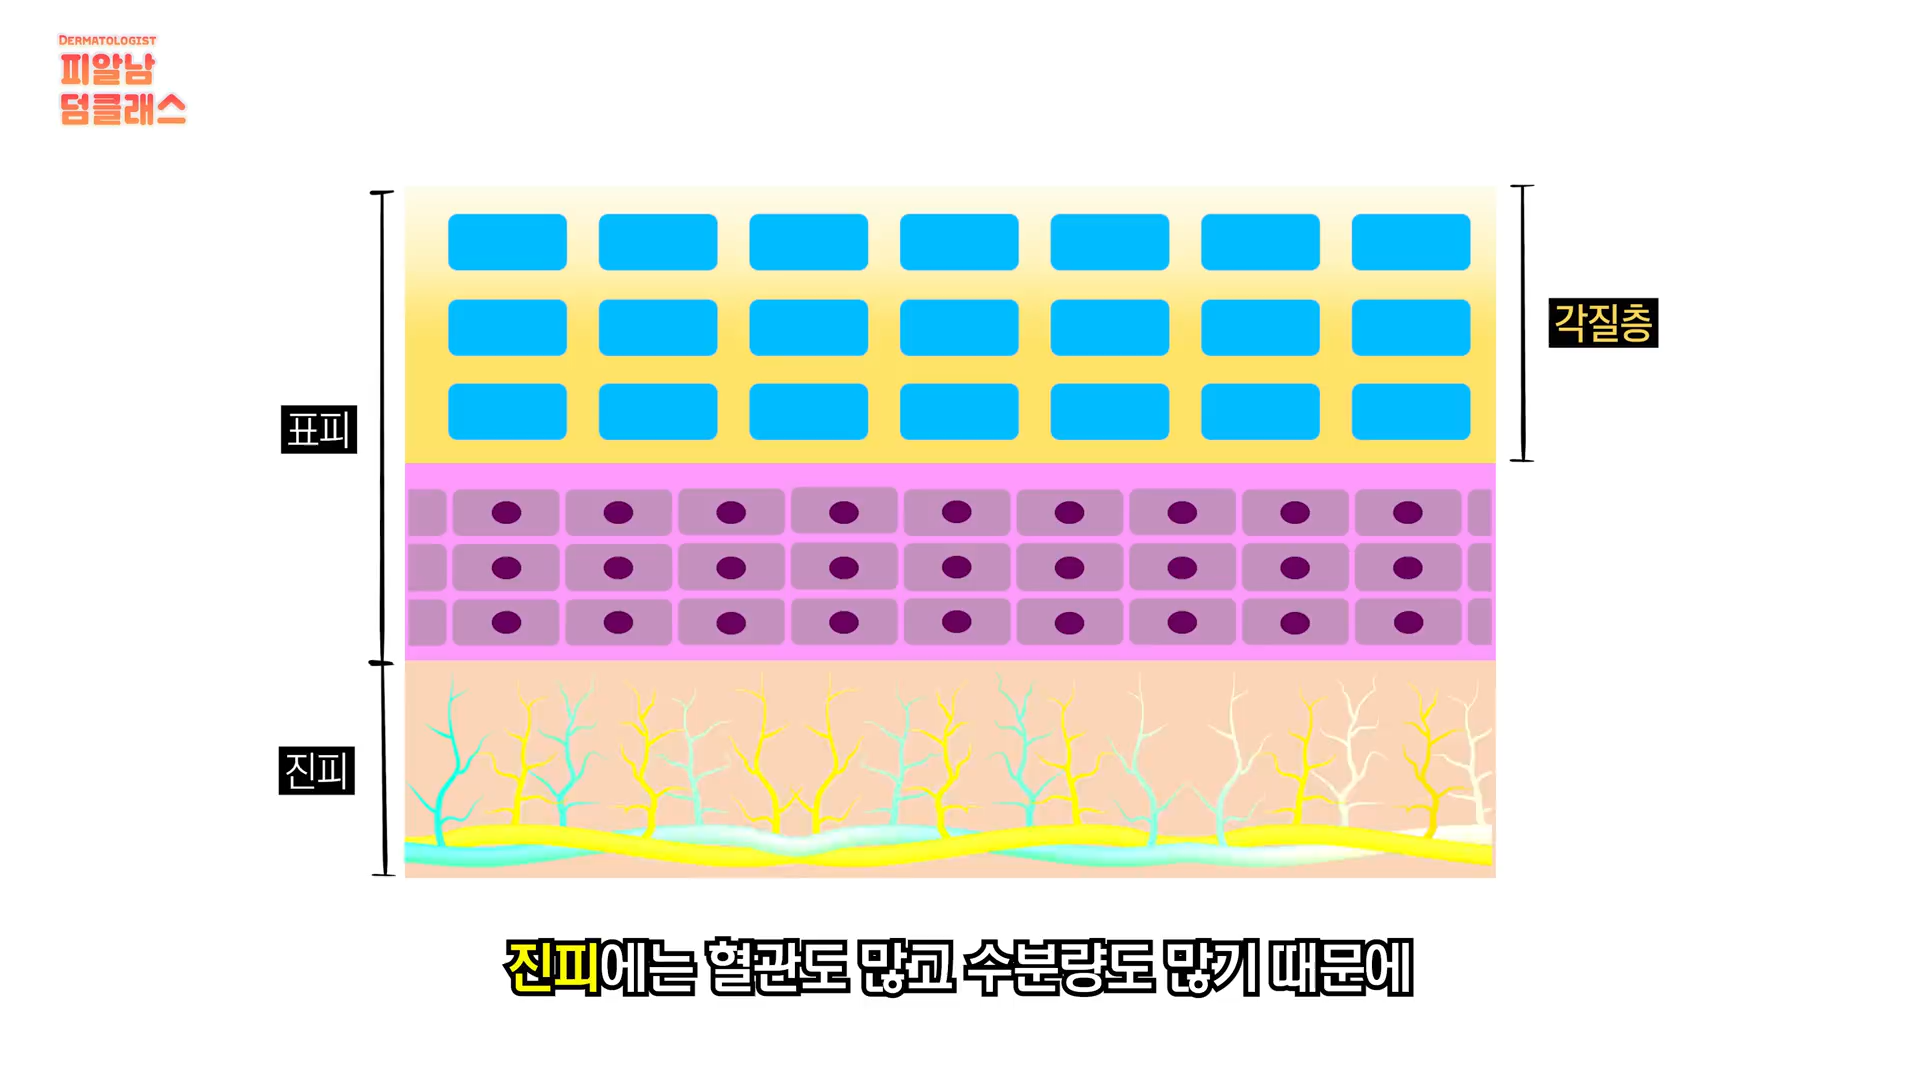 DERMATOLOGIST
피알남
덤클래스
각질층
표피
진피
진피에는 혈관도 많고 수분량도 많기 때문에